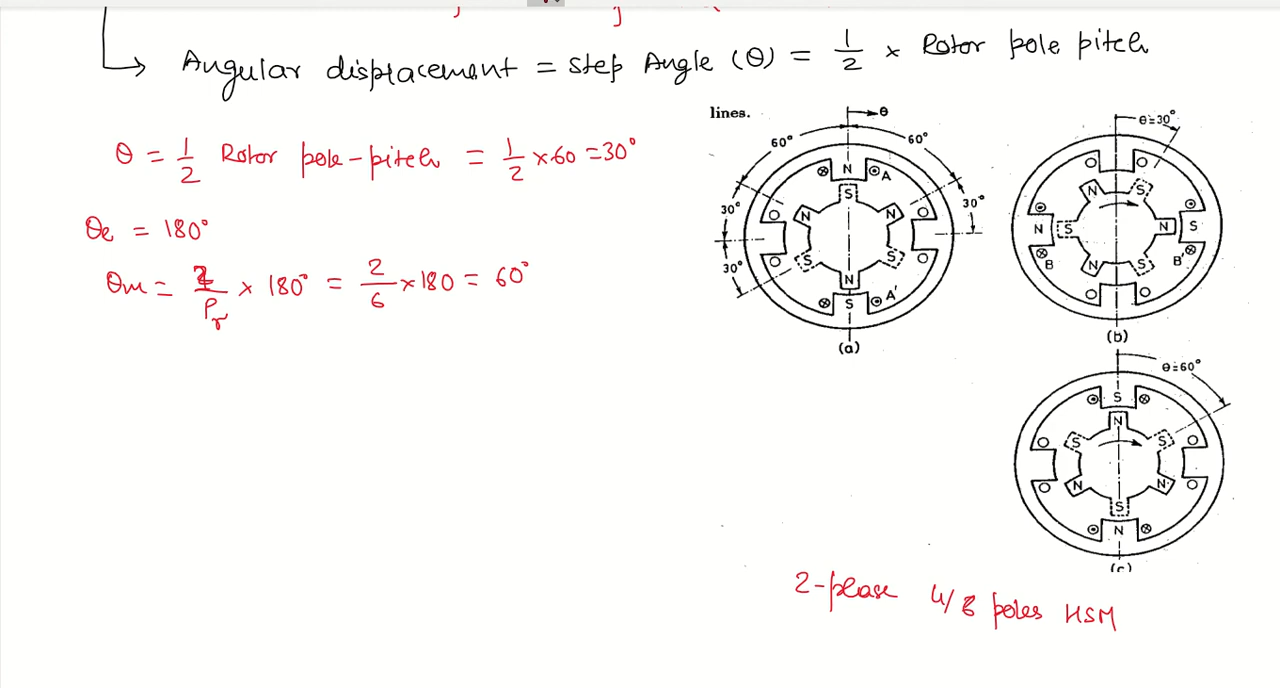 Angular displacement = Step Angle (θ) = 1/2 × Rotor pole pitch
θ = 1/2 Rotor pole-pitch = 1/2 × 60 = 30°
θe = 180°
θm = 2/Pr × 180° = 2/6 × 180 = 60°
lines.
θ
60° 60°
N A
S
30° N N 30°
30° S S
N
S A'
(a)
θ=30°
N S
N S N S
B N S B'
(b)
θ=60°
S
N
S S
N N
S
N
(c)
2-phase 4/6 poles HSM